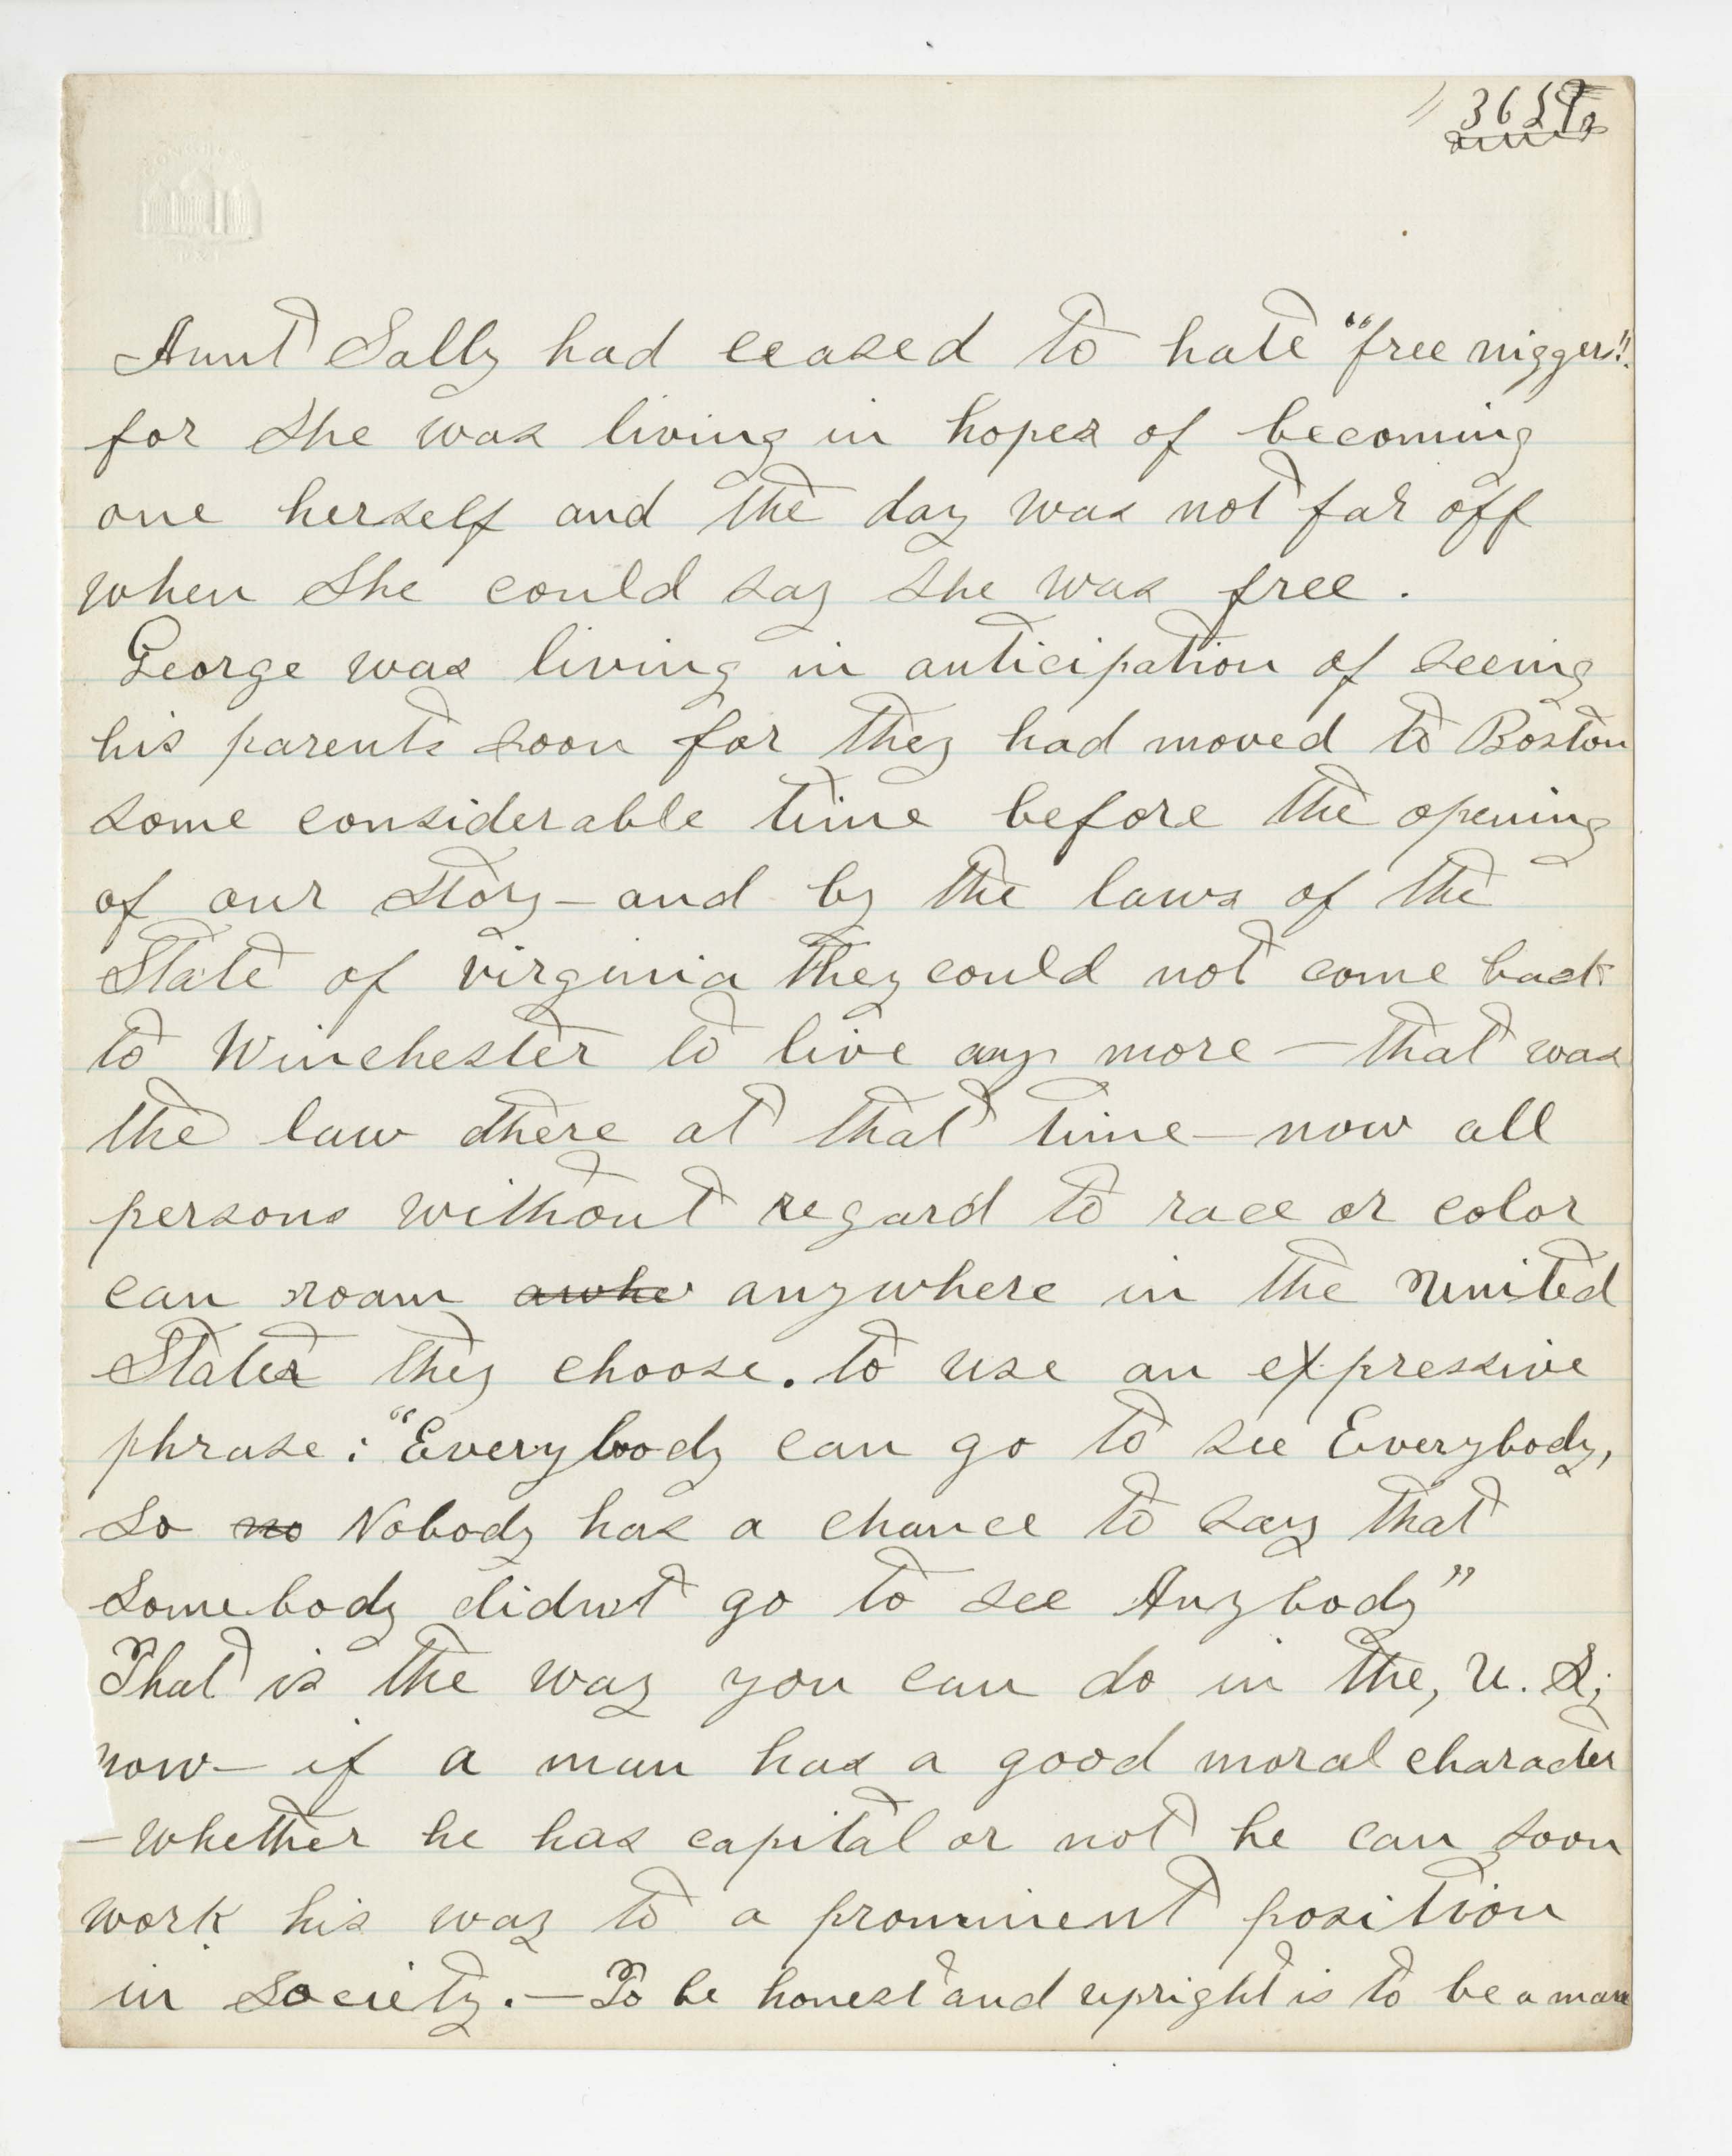 3659
Aunt Sally had ceased to hate "free niggers".
for she was living in hopes of becoming
one herself and the day was not far off
when she could say she was free.
George was living in anticipation of seeing
his parents soon for they had moved to Boston
some considerable time before the opening
of our story – and by the laws of the
State of virginia they could not come back
to Winchester to live any more – that was
the law there at that time – now all
persons without regard to race or color
can roam awhe anywhere in the United
States they choose. to use an expressive
phrase: "Everybody can go to see Everybody,
so no Nobody has a chance to say that
somebody didn't go to see Anybody"
That is the way you can do in the, U. S;
now – if a man has a good moral character
– whether he has capital or not he can soon
work his way to a prominent position
in society. – To be honest and upright is to be a man